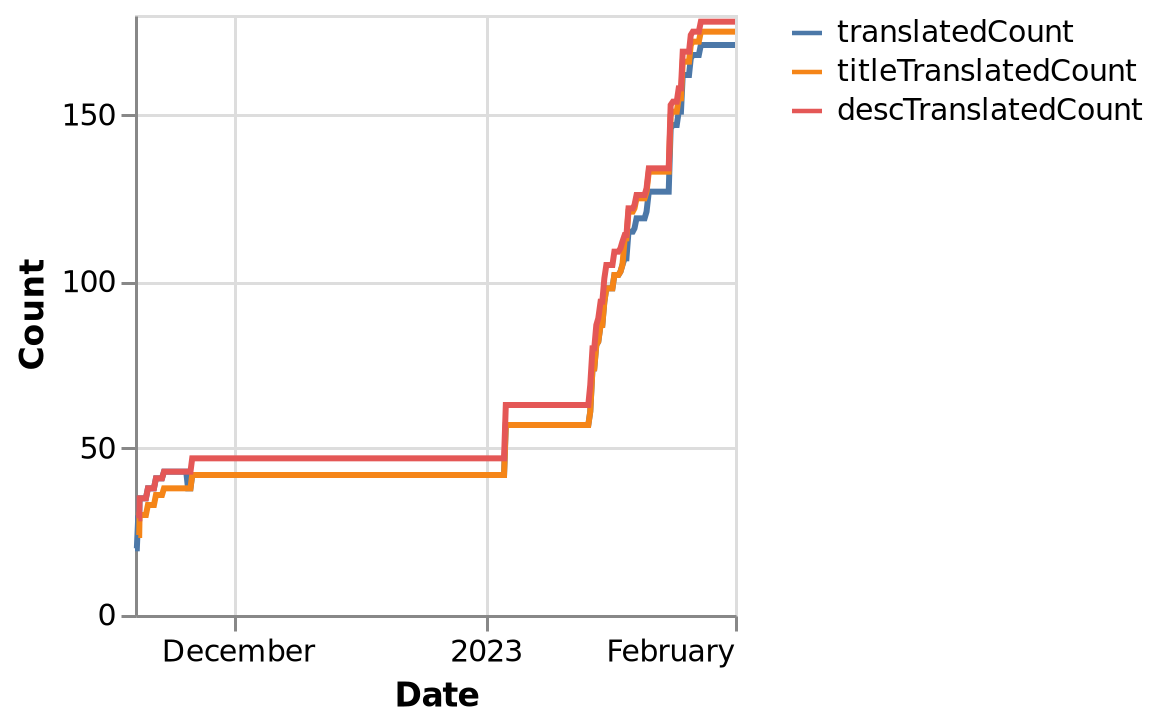 translatedCount
titleTranslatedCount
descTranslatedCount
150
100
50
0
Count
December 2023 February
Date